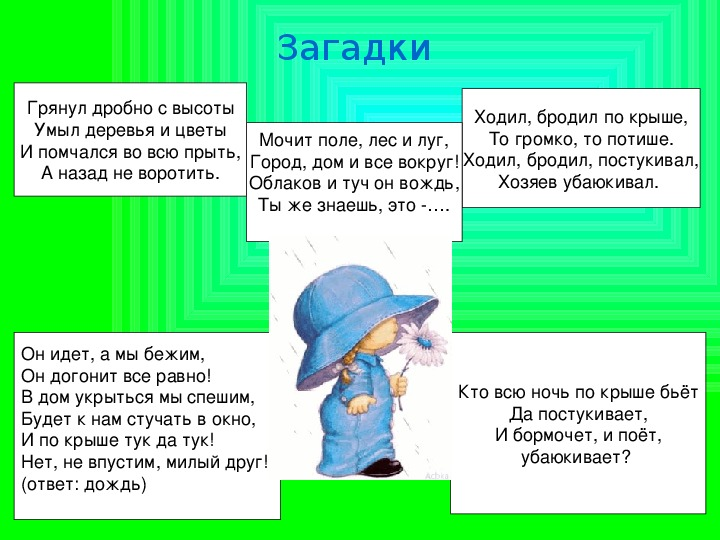 Загадки
Грянул дробно с высоты
Умыл деревья и цветы
И помчался во всю прыть,
А назад не воротить.
Мочит поле, лес и луг,
Город, дом и все вокруг!
Облаков и туч он вождь,
Ты же знаешь, это -….
Ходил, бродил по крыше,
То громко, то потише.
Ходил, бродил, постукивал,
Хозяев убаюкивал.
Он идет, а мы бежим,
Он догонит все равно!
В дом укрыться мы спешим,
Будет к нам стучать в окно,
И по крыше тук да тук!
Нет, не впустим, милый друг!
(ответ: дождь)
Кто всю ночь по крыше бьёт
Да постукивает,
И бормочет, и поёт,
убаюкивает?
Achka